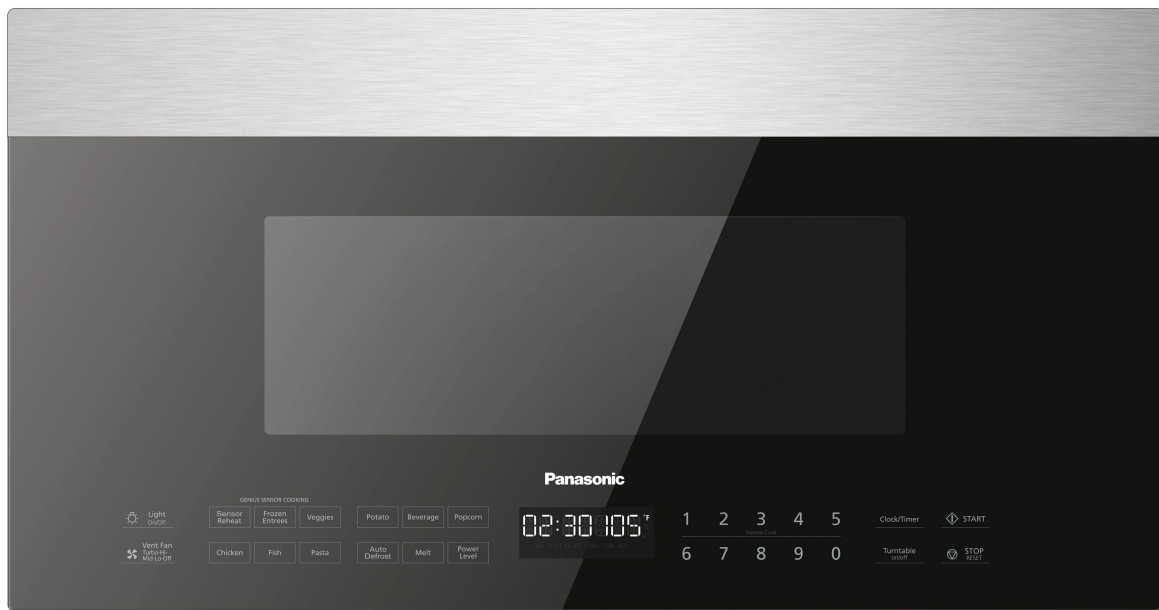 Panasonic
GENIUS SENSOR COOKING
Light
On/Off
Sensor
Reheat
Frozen
Entrees
Veggies
Potato
Beverage
Popcorn
02:30 105°F
1 2 3 4 5
Express Cook
Clock/Timer
START
Vent Fan
Turbo-Hi-
Mid-Lo-Off
Chicken
Fish
Pasta
Auto
Defrost
Melt
Power
Level
6 7 8 9 0
Turntable
on/off
STOP
RESET